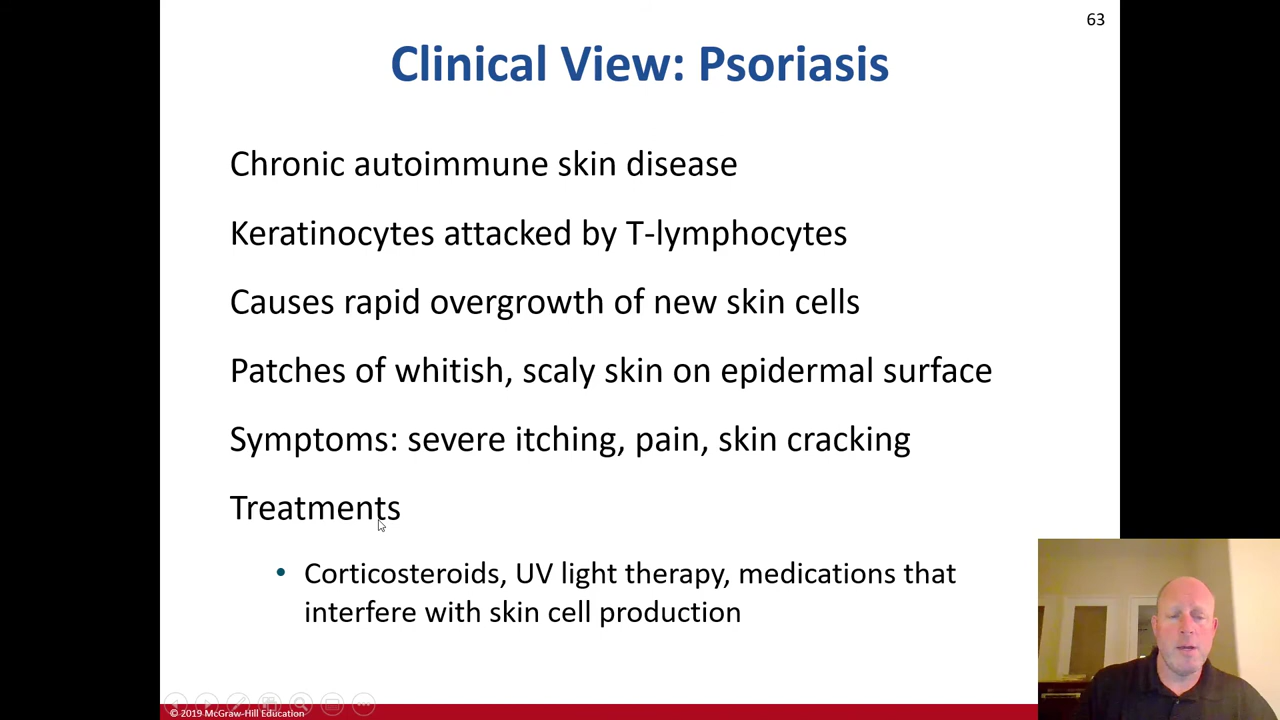 63
Clinical View: Psoriasis
Chronic autoimmune skin disease
Keratinocytes attacked by T-lymphocytes
Causes rapid overgrowth of new skin cells
Patches of whitish, scaly skin on epidermal surface
Symptoms: severe itching, pain, skin cracking
Treatments
• Corticosteroids, UV light therapy, medications that
interfere with skin cell production
© 2019 McGraw-Hill Education